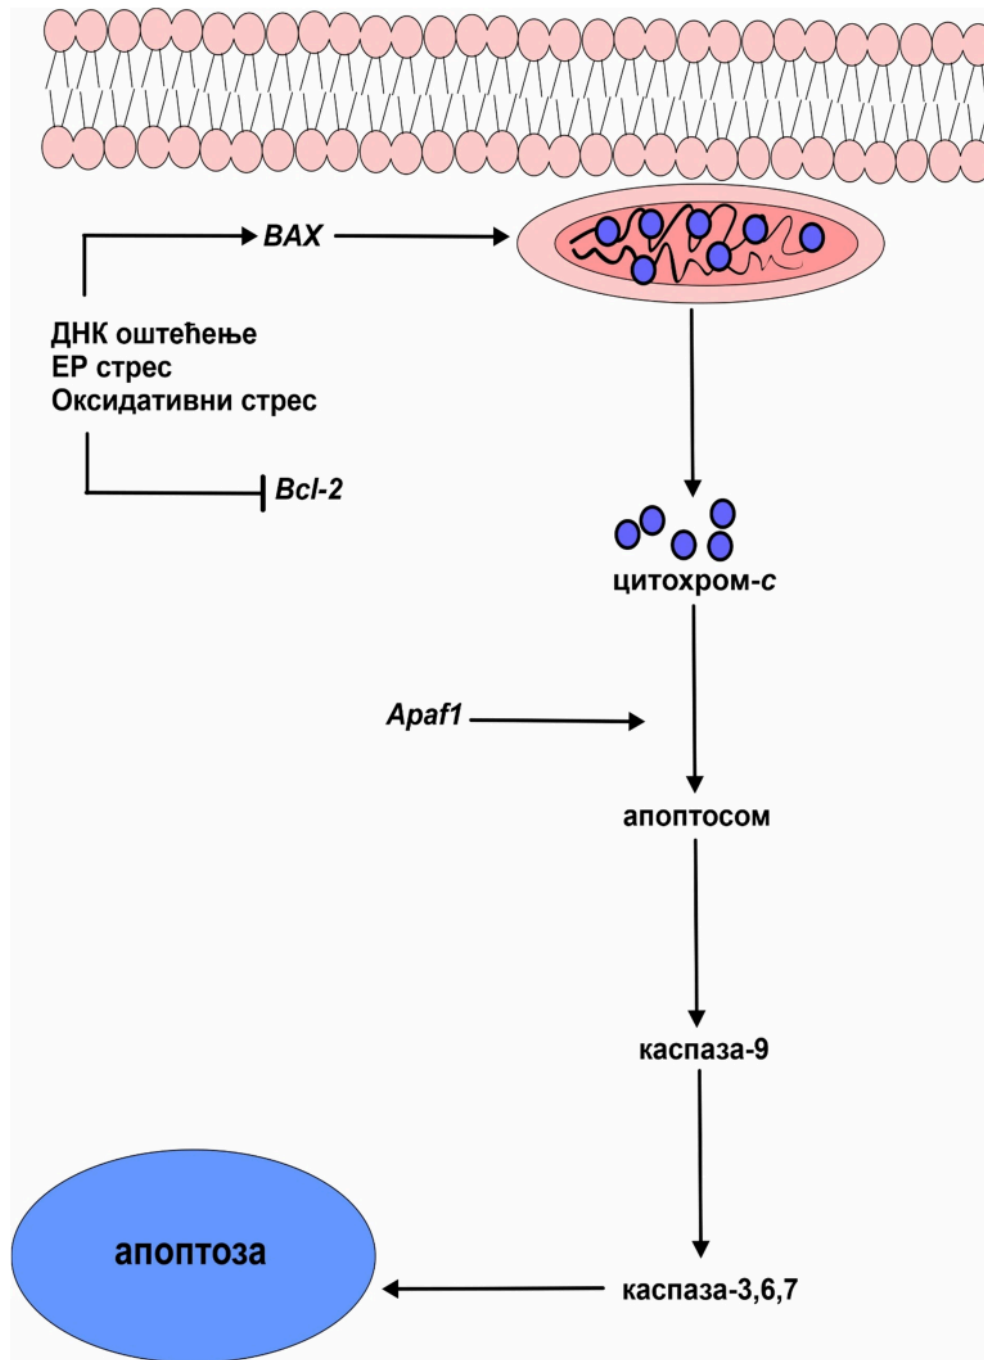 BAX
ДНК оштећење
ЕР стрес
Оксидативни стрес
Bcl-2
цитохром-c
Apaf1
апоптосом
каспаза-9
апоптоза
каспаза-3,6,7